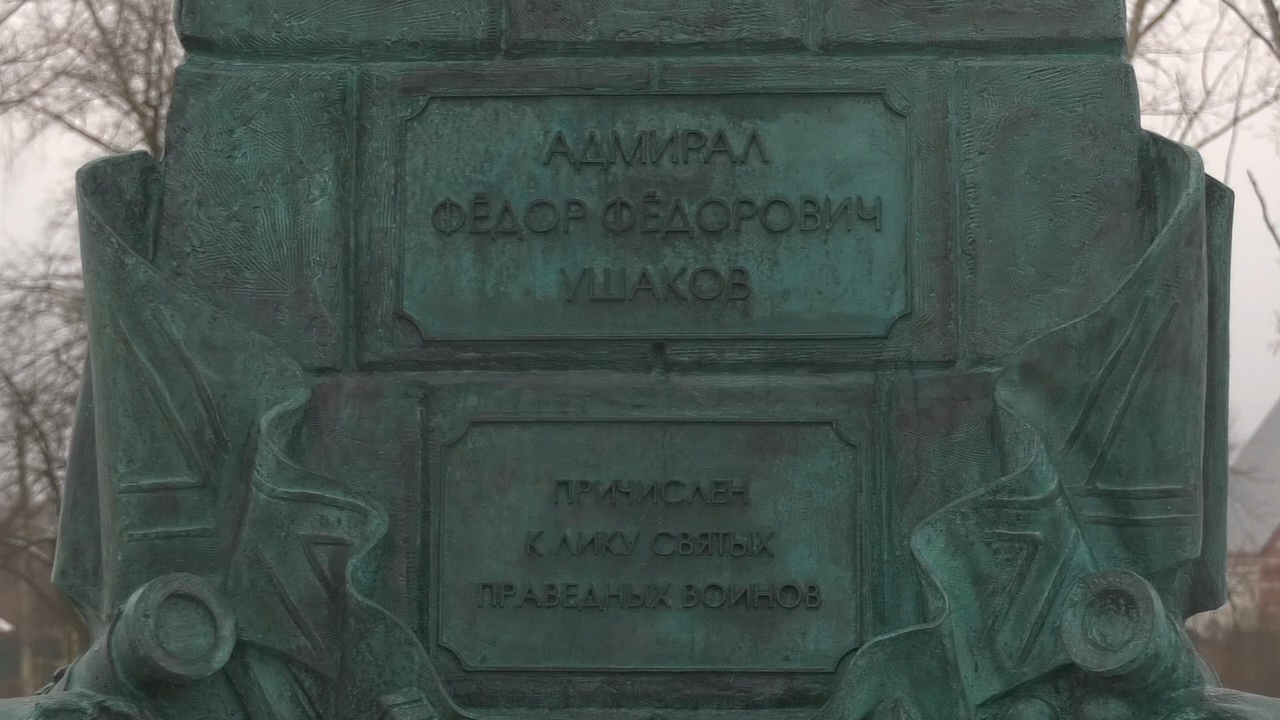 АДМИРАЛ
ФЁДОР ФЁДОРОВИЧ
УШАКОВ
ПРИЧИСЛЕН
К ЛИКУ СВЯТЫХ
ПРАВЕДНЫХ ВОИНОВ